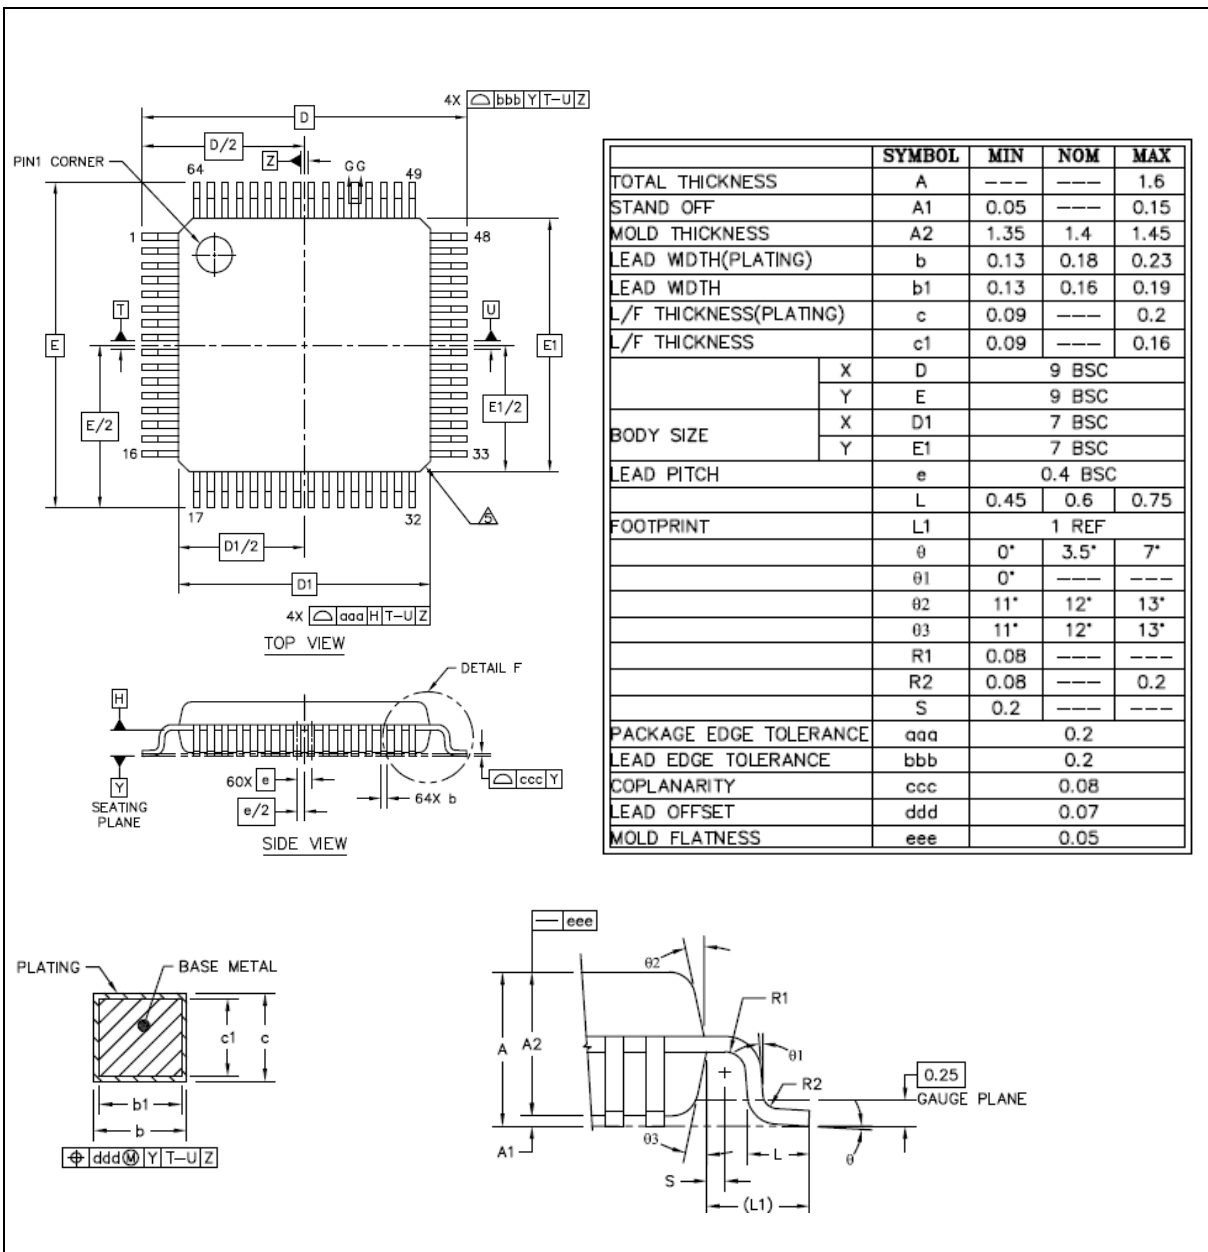 4X bbb Y T-U Z
D
D/2
Z
PIN1 CORNER
G G
64
49
1
48
T
U
E
E1
E/2
E1/2
16
33
17
32
5
D1/2
D1
4X aaa H T-U Z
TOP VIEW
DETAIL F
H
Y
SEATING
PLANE
60X e
e/2
64X b
ccc Y
SIDE VIEW
SYMBOL MIN NOM MAX
TOTAL THICKNESS A --- --- 1.6
STAND OFF A1 0.05 --- 0.15
MOLD THICKNESS A2 1.35 1.4 1.45
LEAD WIDTH(PLATING) b 0.13 0.18 0.23
LEAD WIDTH b1 0.13 0.16 0.19
L/F THICKNESS(PLATING) c 0.09 --- 0.2
L/F THICKNESS c1 0.09 --- 0.16
X D 9 BSC
Y E 9 BSC
BODY SIZE X D1 7 BSC
Y E1 7 BSC
LEAD PITCH e 0.4 BSC
L 0.45 0.6 0.75
FOOTPRINT L1 1 REF
θ 0° 3.5° 7°
θ1 0° --- ---
θ2 11° 12° 13°
θ3 11° 12° 13°
R1 0.08 --- ---
R2 0.08 --- 0.2
S 0.2 --- ---
PACKAGE EDGE TOLERANCE aaa 0.2
LEAD EDGE TOLERANCE bbb 0.2
COPLANARITY ccc 0.08
LEAD OFFSET ddd 0.07
MOLD FLATNESS eee 0.05
PLATING
BASE METAL
c1
c
b1
b
ddd Ⓜ Y T-U Z
eee
θ2
R1
A
A2
θ1
R2
0.25
GAUGE PLANE
A1
θ3
L
θ
S
(L1)